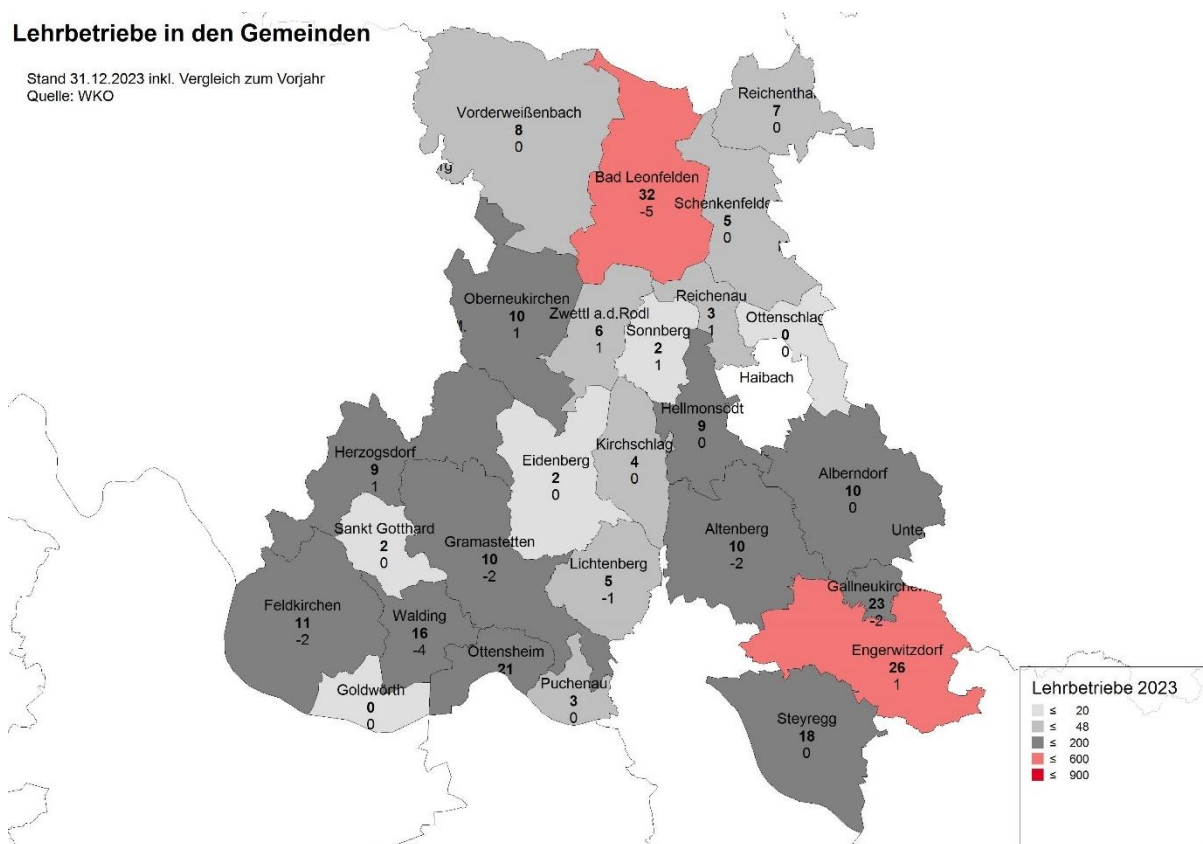 Lehrbetriebe in den Gemeinden
Stand 31.12.2023 inkl. Vergleich zum Vorjahr
Quelle: WKO
Vorderweißenbach
8
0
Reichentha
7
0
Bad Leonfelden
32
-5
Schenkenfelde
5
0
Oberneukirchen
10
1
Zwettl a.d.Rodl
6
1
Sonnberg
2
1
Reichenau
3
1
Ottenschlag
0
0
Haibach
Hellmonsödt
9
0
Herzogsdorf
9
1
Eidenberg
2
0
Kirchschlag
4
0
Alberndorf
10
0
Unte
Sankt Gotthard
2
0
Gramastetten
10
-2
Altenberg
10
-2
Lichtenberg
5
-1
Gallneukirchen
23
-2
Feldkirchen
11
-2
Walding
16
-4
Ottensheim
21
Engerwitzdorf
26
1
Goldwörth
0
0
Puchenau
3
0
Steyregg
18
0
Lehrbetriebe 2023
≤ 20
≤ 48
≤ 200
≤ 600
≤ 900